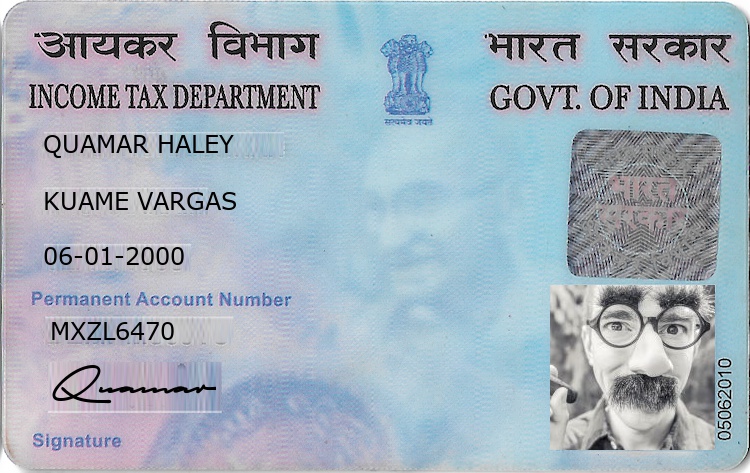 आयकर विभाग
भारत सरकार
INCOME TAX DEPARTMENT
GOVT. OF INDIA
सत्यमेव जयते
QUAMAR HALEY
भारत
सरकार
KUAME VARGAS
06-01-2000
Permanent Account Number
MXZL6470
Quamar
05062010
Signature